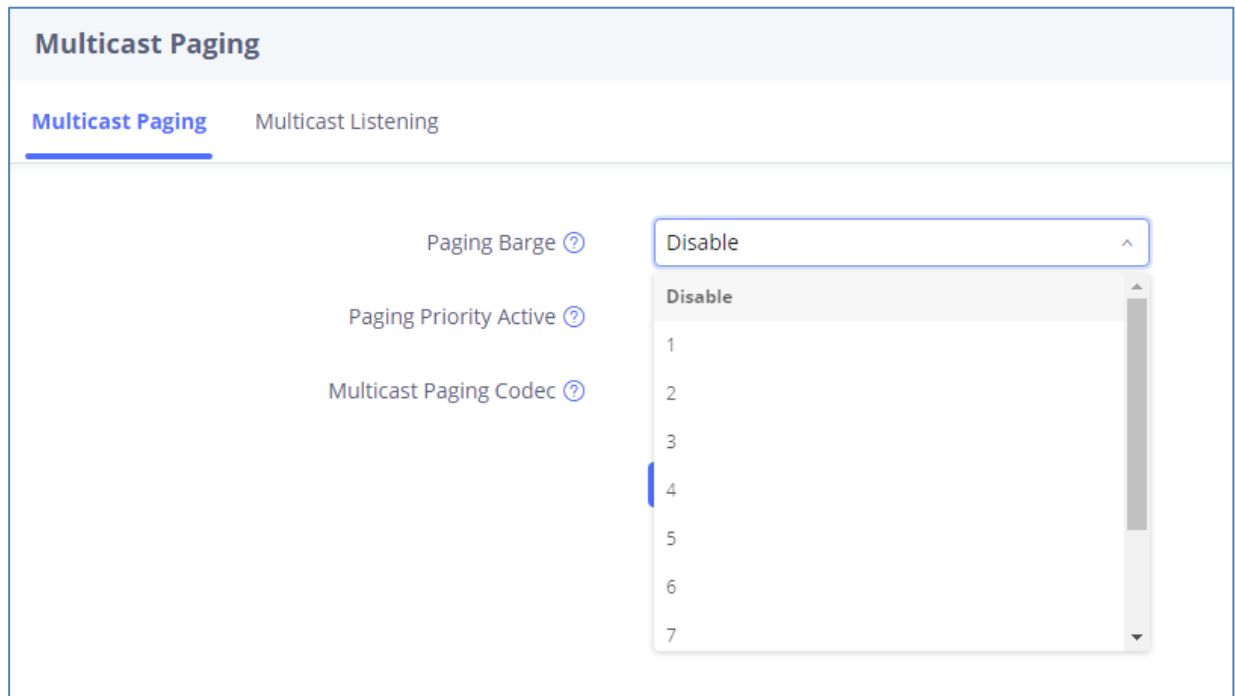 Multicast Paging
Multicast Paging Multicast Listening
Paging Barge ? Disable
Disable
Paging Priority Active ?
1
Multicast Paging Codec ? 2
3
4
5
6
7